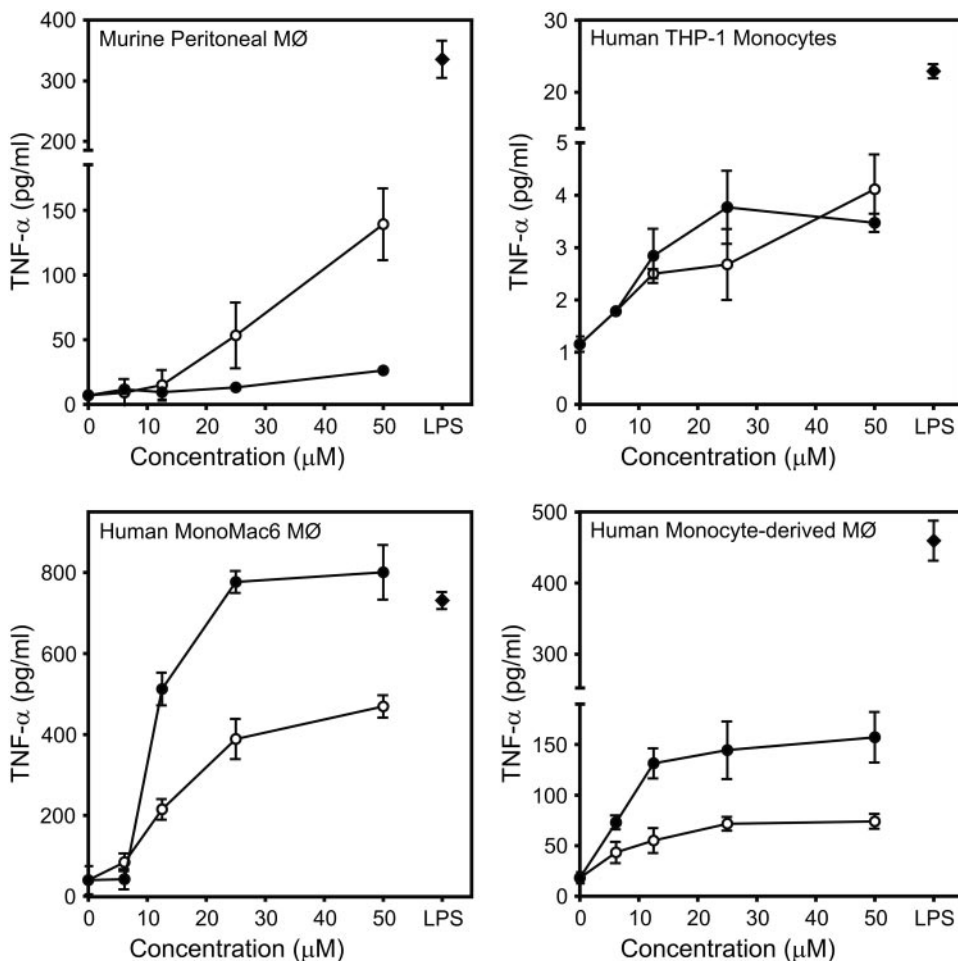 Murine Peritoneal MØ
TNF-α (pg/ml)
400
300
200
150
100
50
0
0 10 20 30 40 50 LPS
Concentration (μM)
Human THP-1 Monocytes
TNF-α (pg/ml)
30
20
5
4
3
2
1
0
0 10 20 30 40 50 LPS
Concentration (μM)
Human MonoMac6 MØ
TNF-α (pg/ml)
800
600
400
200
0
0 10 20 30 40 50 LPS
Concentration (μM)
Human Monocyte-derived MØ
TNF-α (pg/ml)
500
400
300
150
100
50
0
0 10 20 30 40 50 LPS
Concentration (μM)